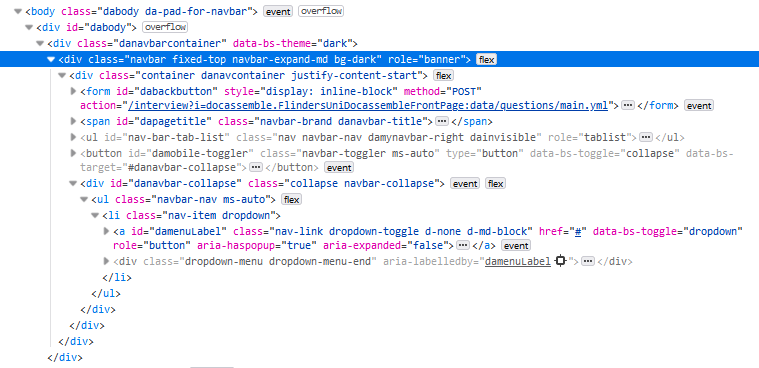 <body class="dabody da-pad-for-navbar"> event overflow
<div id="dabody"> overflow
<div class="danavbarcontainer" data-bs-theme="dark">
<div class="navbar fixed-top navbar-expand-md bg-dark" role="banner"> flex
<div class="container danavcontainer justify-content-start"> flex
<form id="dabackbutton" style="display: inline-block" method="POST"
action="/interview?i=docassemble.FlindersUniDocassembleFrontPage:data/questions/main.yml">…</form> event
<span id="dapagetitle" class="navbar-brand danavbar-title">…</span>
<ul id="nav-bar-tab-list" class="nav navbar-nav damynavbar-right dainvisible" role="tablist">…</ul>
<button id="damobile-toggler" class="navbar-toggler ms-auto" type="button" data-bs-toggle="collapse" data-bs-
target="#danavbar-collapse">…</button> event
<div id="danavbar-collapse" class="collapse navbar-collapse"> event flex
<ul class="navbar-nav ms-auto"> flex
<li class="nav-item dropdown">
<a id="damenuLabel" class="nav-link dropdown-toggle d-none d-md-block" href="#" data-bs-toggle="dropdown"
role="button" aria-haspopup="true" aria-expanded="false">…</a> event
<div class="dropdown-menu dropdown-menu-end" aria-labelledby="damenuLabel">…</div>
</li>
</ul>
</div>
</div>
</div>
</div>